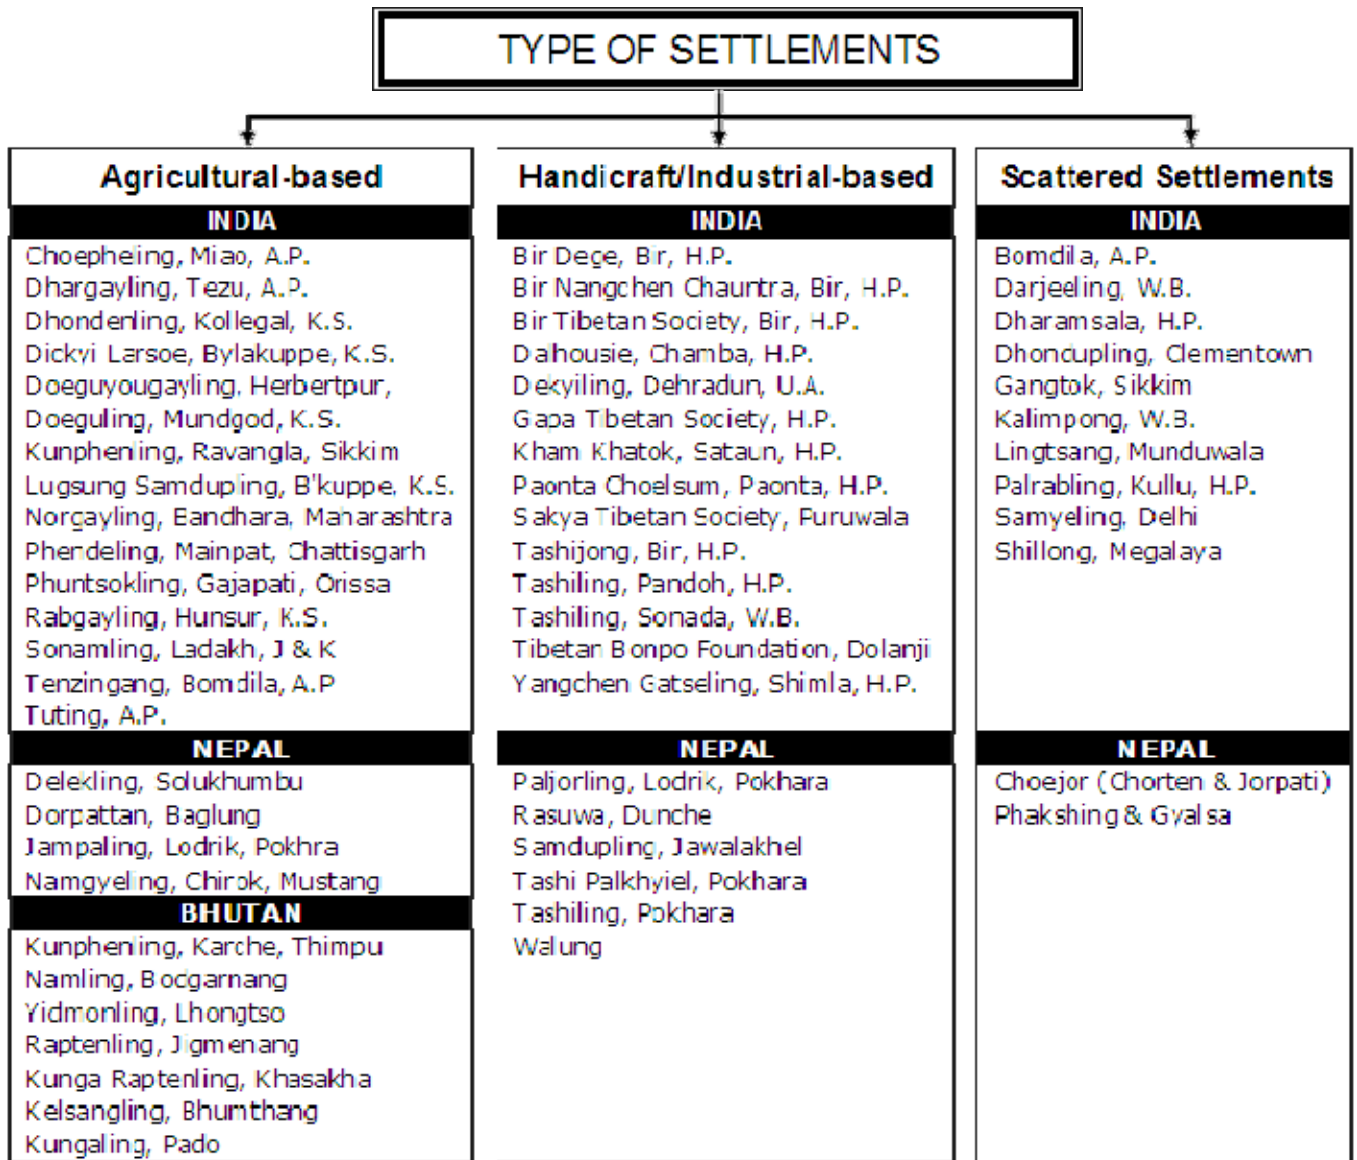 TYPE OF SETTLEMENTS
Agricultural-based
INDIA
Choepheling, Miao, A.P.
Dhargayling, Tezu, A.P.
Dhondenling, Kollegal, K.S.
Dickyi Larsoe, Bylakuppe, K.S.
Doeguyougayling, Herbertpur,
Doeguling, Mundgod, K.S.
Kunphenling, Ravangla, Sikkim
Lugsung Samdupling, B'kuppe, K.S.
Norgayling, Bandhara, Maharashtra
Phendeling, Mainpat, Chattisgarh
Phuntsokling, Gajapati, Orissa
Rabgayling, Hunsur, K.S.
Sonamling, Ladakh, J & K
Tenzingang, Bomdila, A.P
Tuting, A.P.
NEPAL
Delekling, Solukhumbu
Dorpattan, Baglung
Jampaling, Lodrik, Pokhra
Namgyeling, Chirok, Mustang
BHUTAN
Kunphenling, Karche, Thimpu
Namling, Bodgarnang
Yidmonling, Lhongtso
Raptenling, Jigmenang
Kunga Raptenling, Khasakha
Kelsangling, Bhumthang
Kungaling, Pado
Handicraft/Industrial-based
INDIA
Bir Dege, Bir, H.P.
Bir Nangchen Chauntra, Bir, H.P.
Bir Tibetan Society, Bir, H.P.
Dalhousie, Chamba, H.P.
Dekyiling, Dehradun, U.A.
Gapa Tibetan Society, H.P.
Kham Khatok, Sataun, H.P.
Paonta Choelsum, Paonta, H.P.
Sakya Tibetan Society, Puruwala
Tashijong, Bir, H.P.
Tashiling, Pandoh, H.P.
Tashiling, Sonada, W.B.
Tibetan Bonpo Foundation, Dolanji
Yangchen Gatseling, Shimla, H.P.
NEPAL
Paljorling, Lodrik, Pokhara
Rasuwa, Dunche
Samdupling, Jawalakhel
Tashi Palkhyiel, Pokhara
Tashiling, Pokhara
Walung
Scattered Settlements
INDIA
Bomdila, A.P.
Darjeeling, W.B.
Dharamsala, H.P.
Dhondupling, Clementown
Gangtok, Sikkim
Kalimpong, W.B.
Lingtsang, Munduwala
Palrabling, Kullu, H.P.
Samyeling, Delhi
Shillong, Megalaya
NEPAL
Choejor (Chorten & Jorpati)
Phakshing & Gyalsa